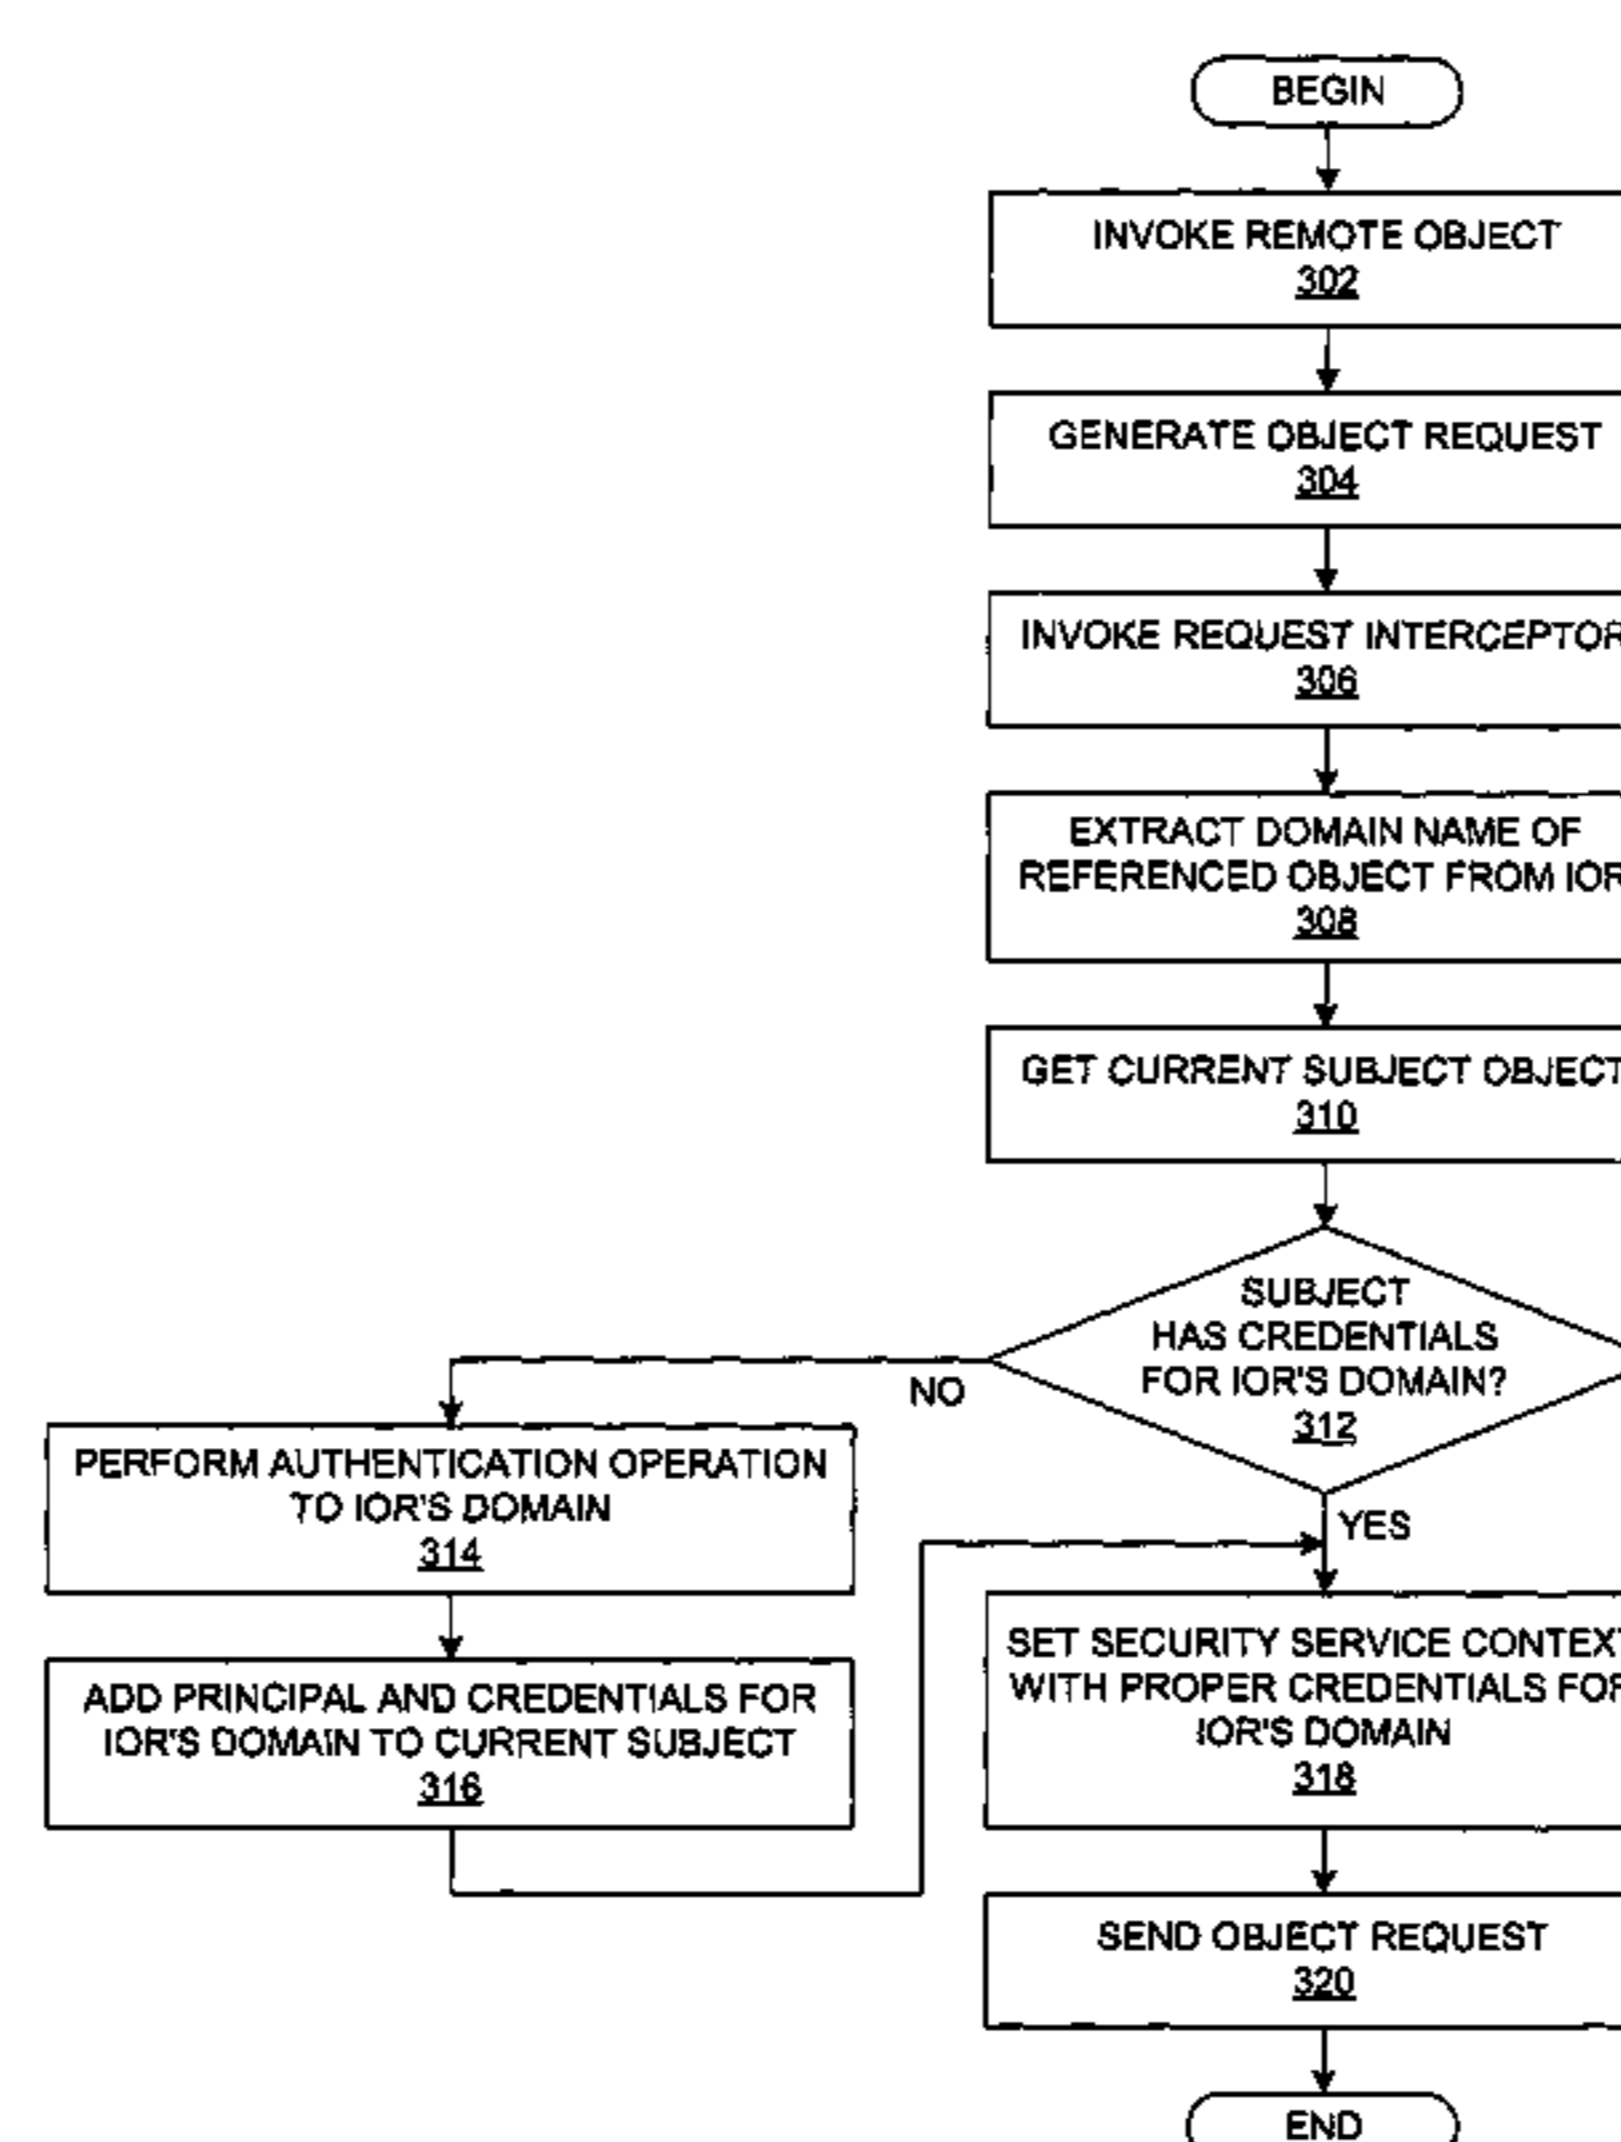 BEGIN
INVOKE REMOTE OBJECT
302
GENERATE OBJECT REQUEST
304
INVOKE REQUEST INTERCEPTOR
306
EXTRACT DOMAIN NAME OF
REFERENCED OBJECT FROM IOR
308
GET CURRENT SUBJECT OBJECT
310
SUBJECT
HAS CREDENTIALS
FOR IOR'S DOMAIN?
312
NO
YES
PERFORM AUTHENTICATION OPERATION
TO IOR'S DOMAIN
314
ADD PRINCIPAL AND CREDENTIALS FOR
IOR'S DOMAIN TO CURRENT SUBJECT
316
SET SECURITY SERVICE CONTEXT
WITH PROPER CREDENTIALS FOR
IOR'S DOMAIN
318
SEND OBJECT REQUEST
320
END